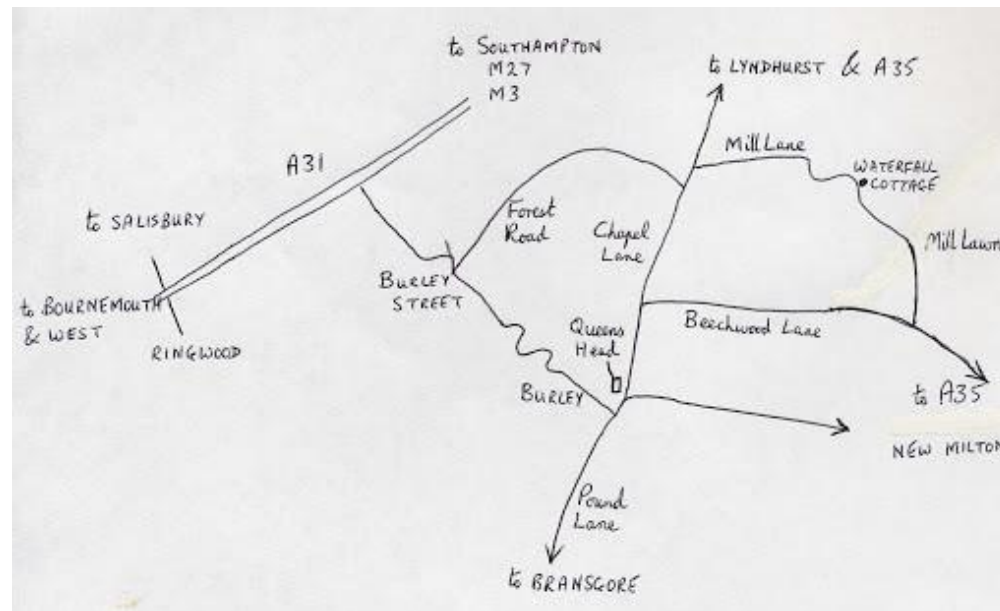 to SOUTHAMPTON
M27
M3
to LYNDHURST & A35
A31
Mill Lane
WATERFALL
COTTAGE
to SALISBURY
Forest
Road
Chapel
Lane
Mill Lawn
BURLEY
STREET
to BOURNEMOUTH
& WEST
RINGWOOD
Queens
Head
Beechwood Lane
BURLEY
to A35
NEW MILTON
Pound
Lane
to BRANSGORE